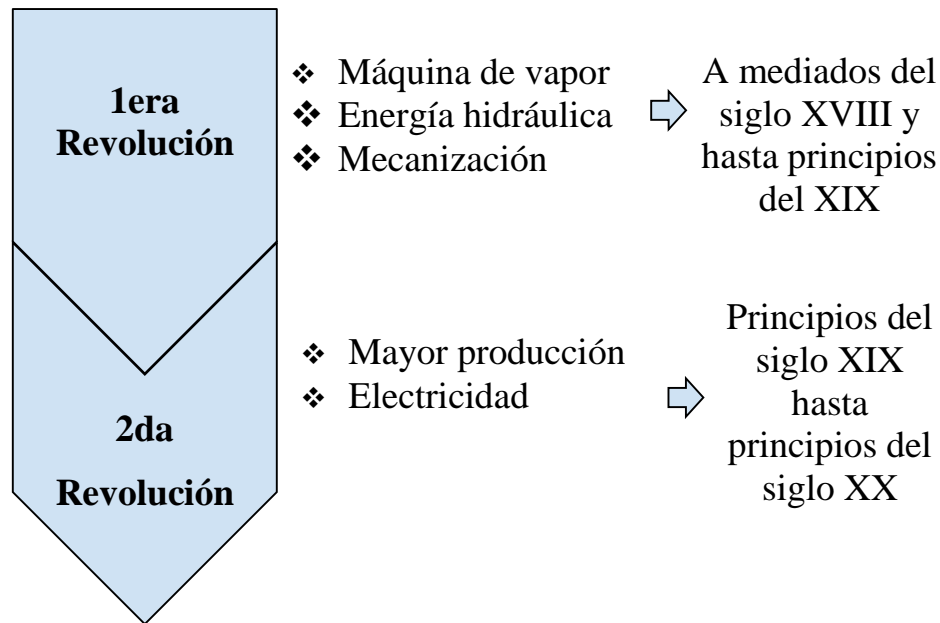 1era
Revolución
❖ Máquina de vapor
❖ Energía hidráulica
❖ Mecanización
A mediados del
siglo XVIII y
hasta principios
del XIX
2da
Revolución
❖ Mayor producción
❖ Electricidad
Principios del
siglo XIX
hasta
principios del
siglo XX